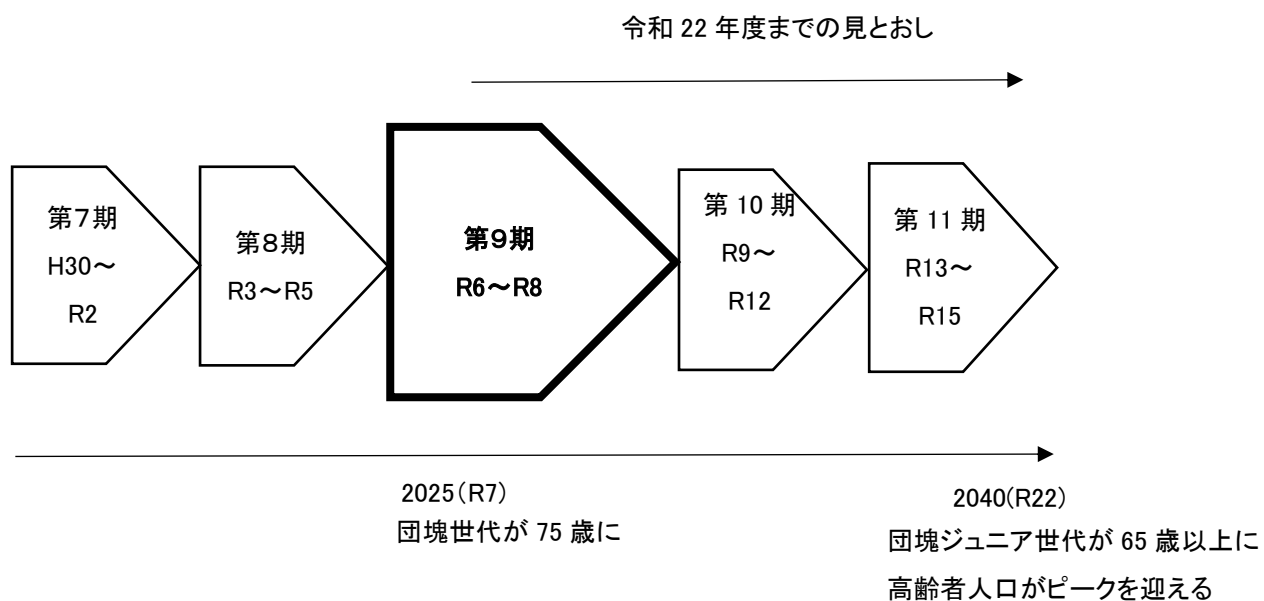 令和 22 年度までの見とおし
第7期
H30～
R2
第8期
R3～R5
第9期
R6～R8
第 10 期
R9～
R12
第 11 期
R13～
R15
2025(R7)
団塊世代が 75 歳に
2040(R22)
団塊ジュニア世代が 65 歳以上に
高齢者人口がピークを迎える